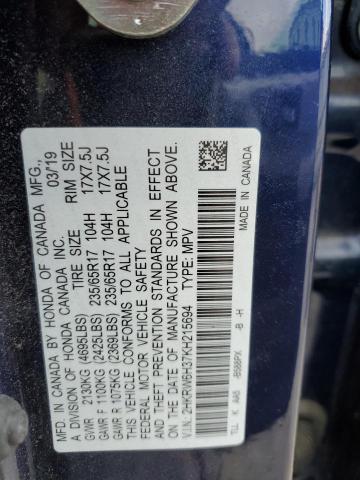 MFD. IN CANADA BY HONDA OF CANADA MFG.,
A DIVISION OF HONDA CANADA INC. 03/19
TIRE SIZE RIM SIZE
GVWR 2130KG (4695LBS)
GAWR F 1100KG (2425LBS) 235/65R17 104H 17X7.5J
GAWR R 1075KG (2369LBS) 235/65R17 104H 17X7.5J
THIS VEHICLE CONFORMS TO ALL APPLICABLE
FEDERAL MOTOR VEHICLE SAFETY
AND THEFT PREVENTION STANDARDS IN EFFECT
ON THE DATE OF MANUFACTURE SHOWN ABOVE.
V.I.N.: 2HKRW6H37KH215694 TYPE: MPV
MADE IN CANADA
TLL K AA5 -B588PX -B -H